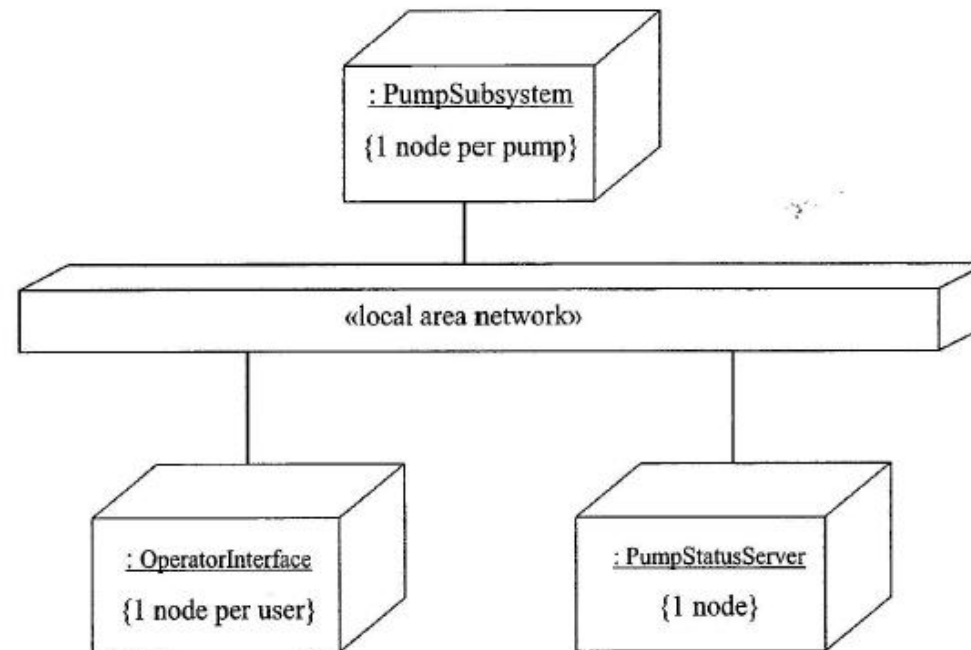 : PumpSubsystem
{1 node per pump}
«local area network»
: OperatorInterface
{1 node per user}
: PumpStatusServer
{1 node}